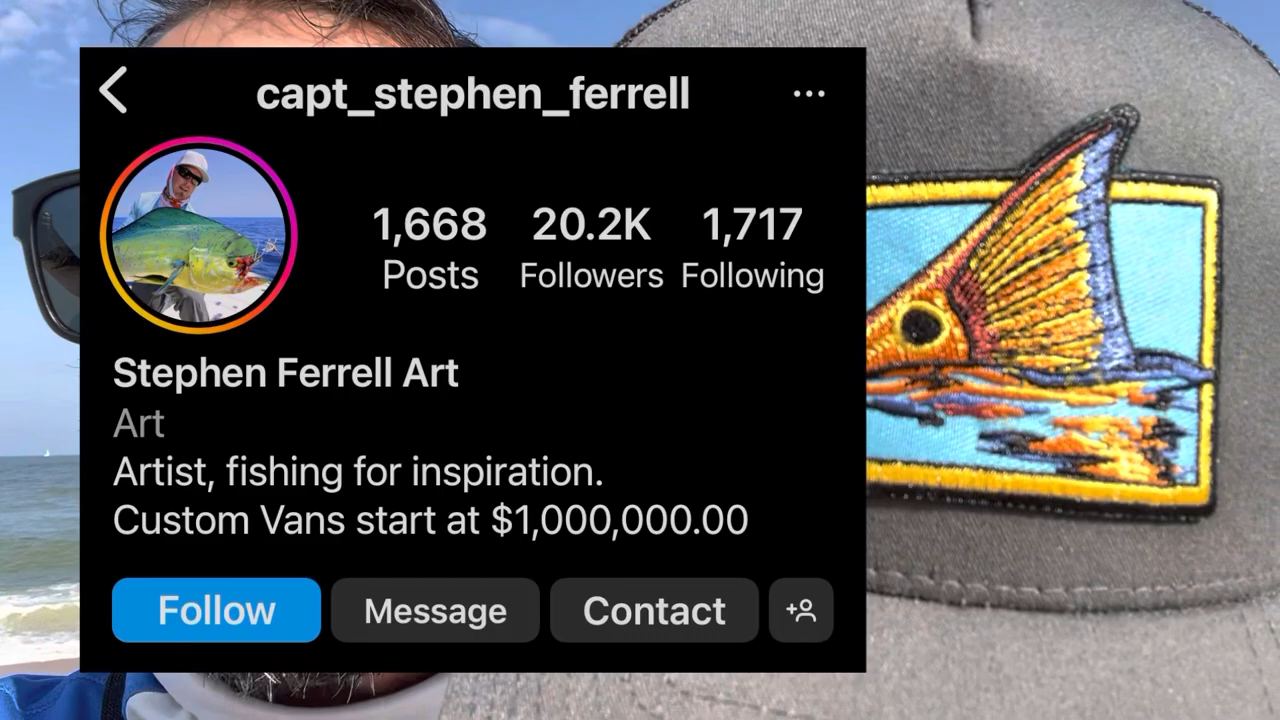 capt_stephen_ferrell
1,668 20.2K 1,717
Posts Followers Following
Stephen Ferrell Art
Art
Artist, fishing for inspiration.
Custom Vans start at $1,000,000.00
Follow Message Contact